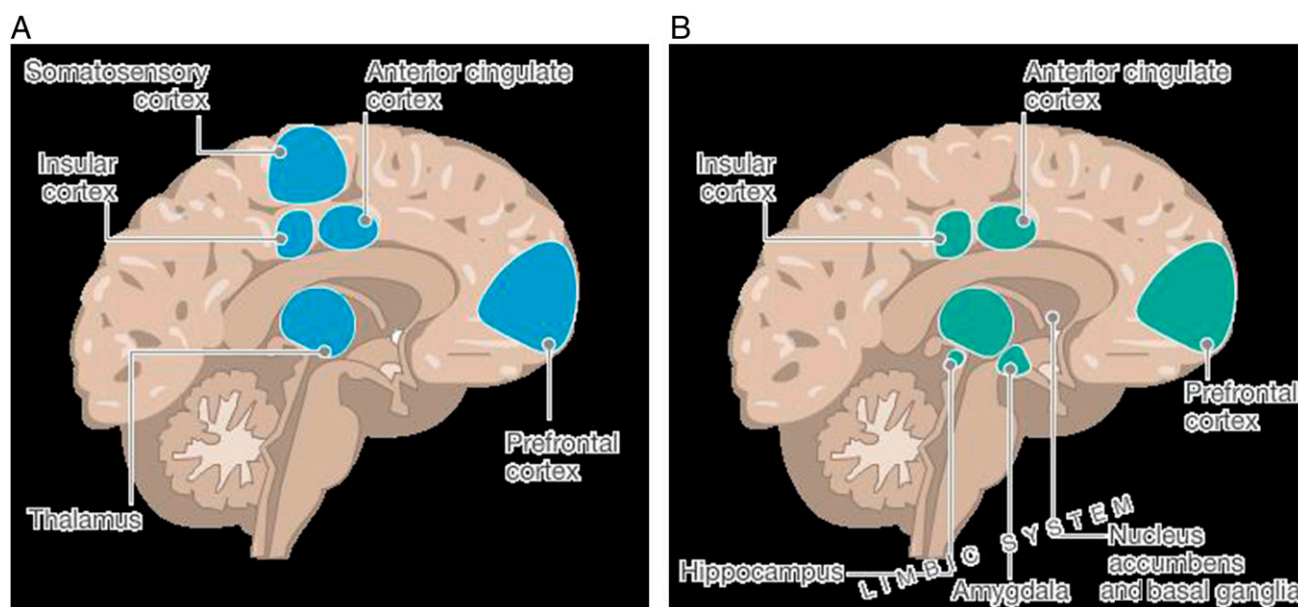 A
Somatosensory
cortex
Anterior cingulate
cortex
Insular
cortex
Prefrontal
cortex
Thalamus
B
Anterior cingulate
cortex
Insular
cortex
Prefrontal
cortex
LIMBIC SYSTEM
Hippocampus
Amygdala
Nucleus
accumbens
and basal ganglia